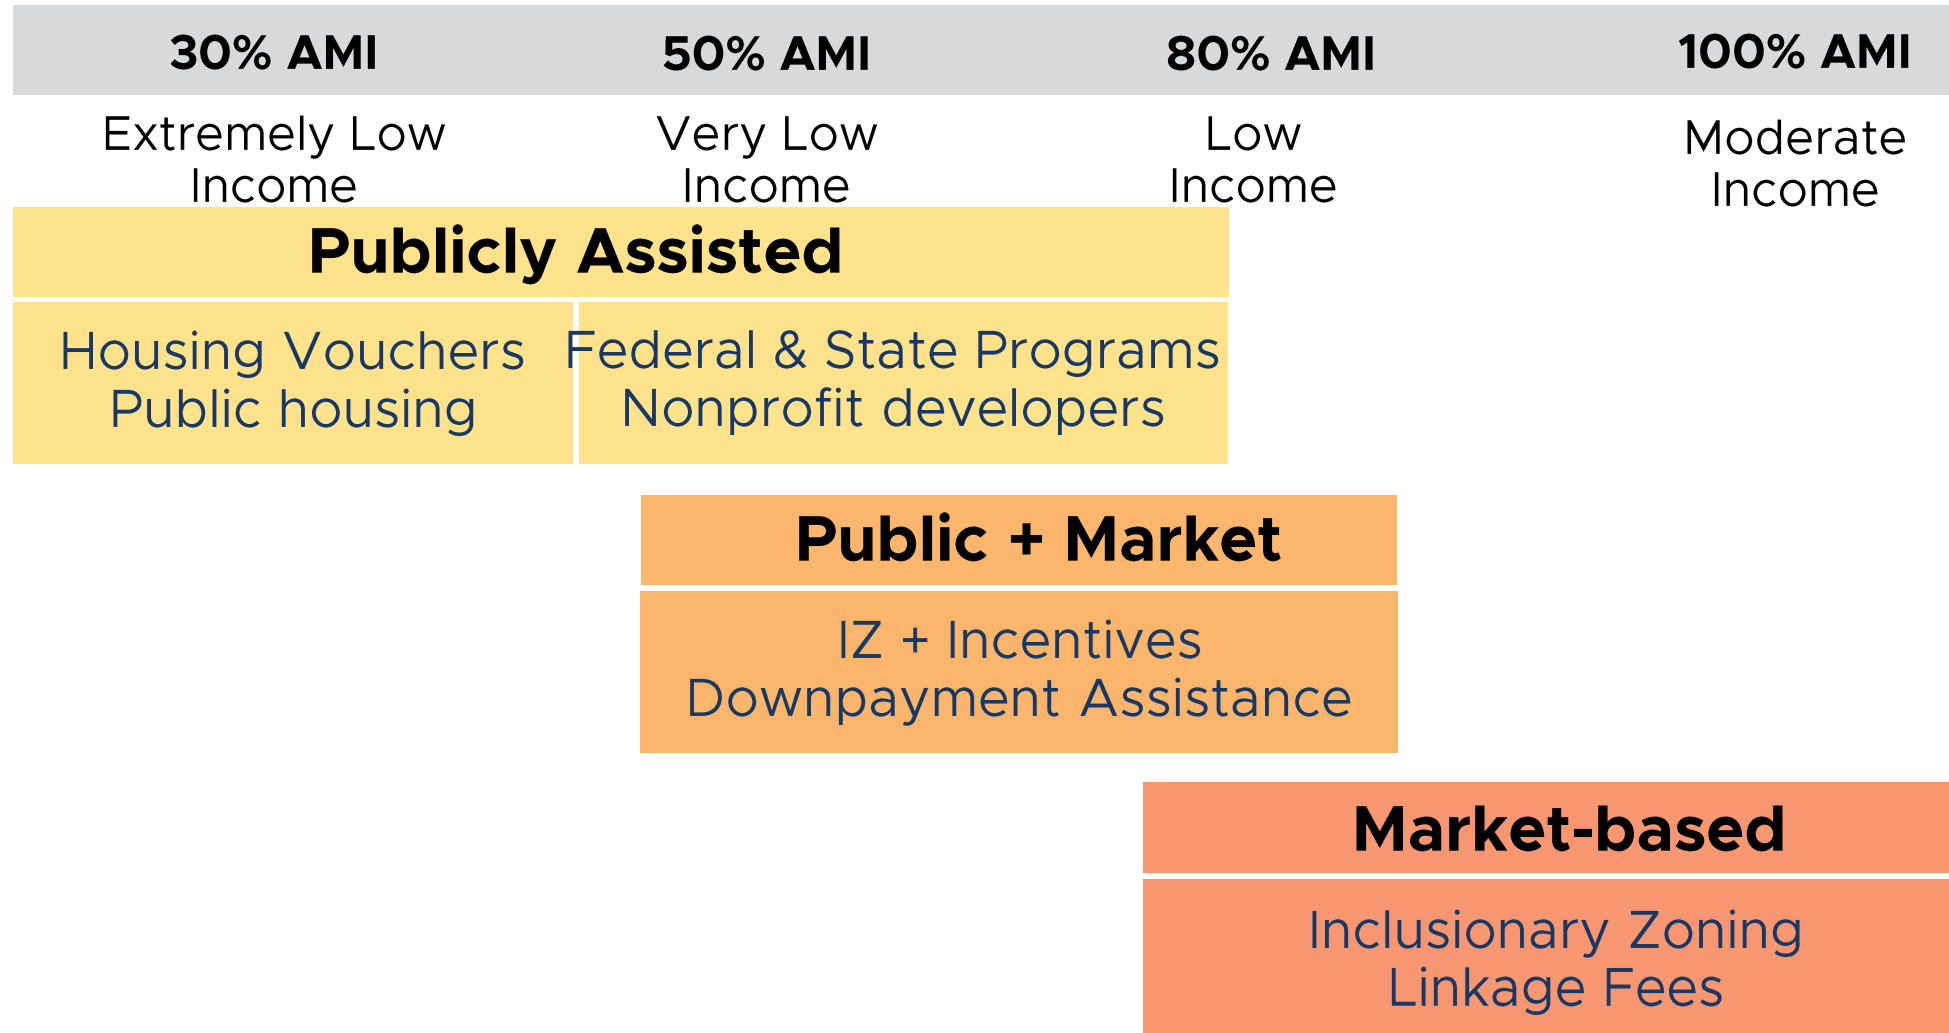 30% AMI 50% AMI 80% AMI 100% AMI
Extremely Low Very Low Low Moderate
Income Income Income Income
Publicly Assisted
Housing Vouchers Federal & State Programs
Public housing Nonprofit developers
Public + Market
IZ + Incentives
Downpayment Assistance
Market-based
Inclusionary Zoning
Linkage Fees